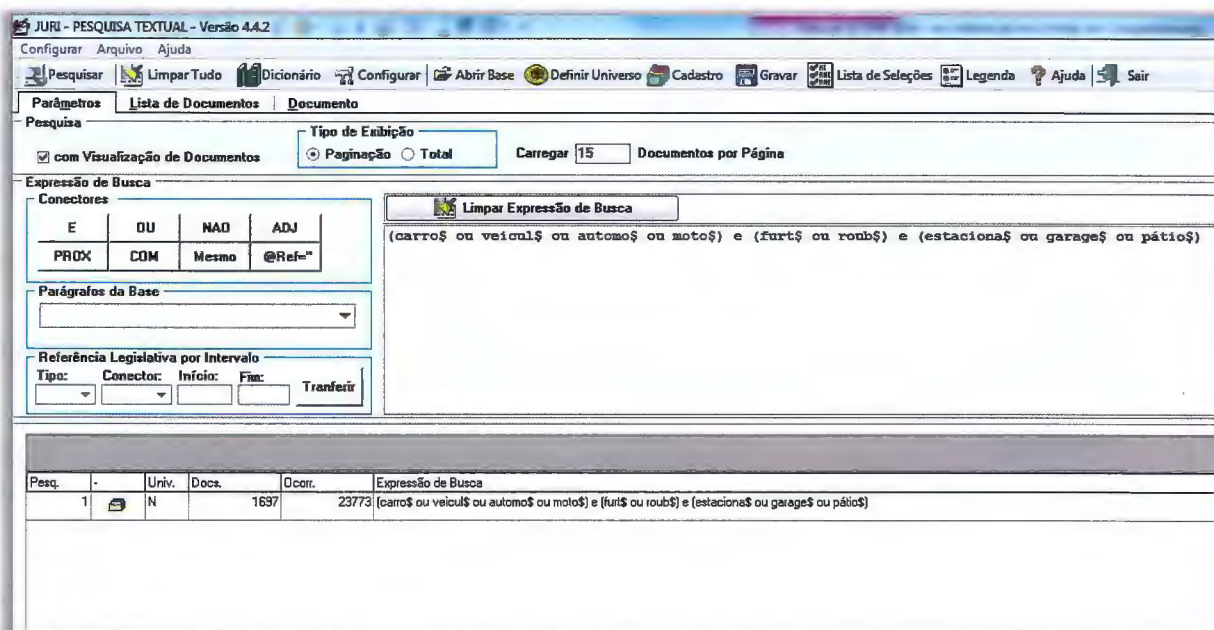 JURI - PESQUISA TEXTUAL - Versão 4.4.2
Configurar Arquivo Ajuda
Pesquisar Limpar Tudo Dicionário Configurar Abrir Base Definir Universo Cadastro Gravar Lista de Seleções Legenda Ajuda Sair
Parâmetros Lista de Documentos Documento
Pesquisa
Tipo de Exibição
com Visualização de Documentos Paginação Total Carregar 15 Documentos por Página
Expressão de Busca
Conectores
Limpar Expressão de Busca
E OU NAO ADJ
(carro$ ou veicul$ ou automo$ ou moto$) e (furt$ ou roub$) e (estaciona$ ou garage$ ou pátio$)
PROX COM Mesmo @Ref="
Parágrafos da Base
Referência Legislativa por Intervalo
Tipo: Conector: Início: Fim:
Tranferir
Pesq. - Univ. Docs. Ocorr. Expressão de Busca
1 N 1697 23773 (carro$ ou veicul$ ou automo$ ou moto$) e (furt$ ou roub$) e (estaciona$ ou garage$ ou pátio$)